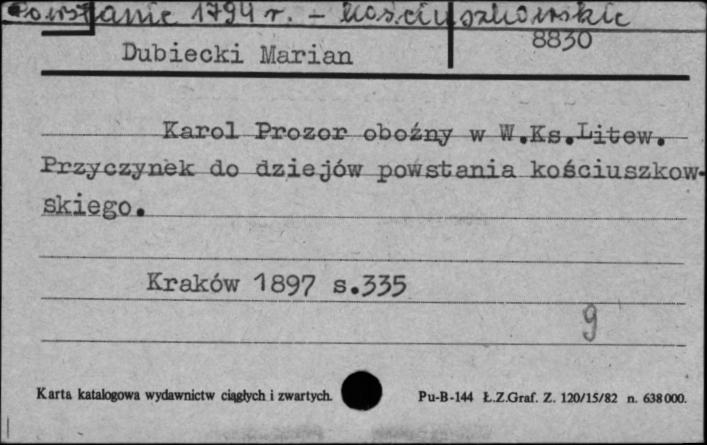 Powstanie 1794 r. - Kościuszkowskie
8830
Dubiecki Marian
Karol Prozor oboźny w W.Ks.Litew.
Przyczynek do dziejów powstania kościuszkow-
skiego.
Kraków 1897 s.335
9
Karta katalogowa wydawnictw ciągłych i zwartych.
Pu-B-144 Ł.Z.Graf. Z. 120/15/82 n. 638000.